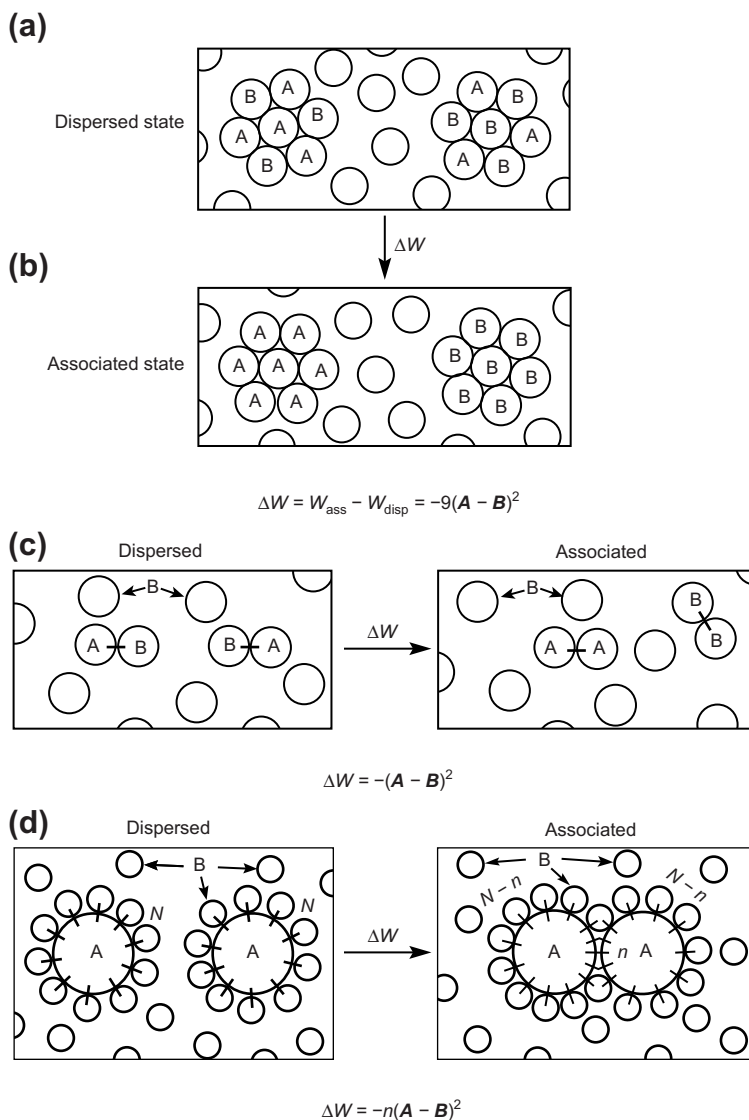 (a)
B A A B
Dispersed state
A A B B B A
B A A B
ΔW
(b)
A A B B
Associated state
A A A B B B
A A B B
ΔW = W_ass − W_disp = −9(A − B)²
(c)
Dispersed
Associated
B
B
A B B A
ΔW
A A
B
B
ΔW = −(A − B)²
(d)
Dispersed
Associated
B
B
N
N
N − n
N − n
A
A
ΔW
A
n
A
ΔW = −n(A − B)²